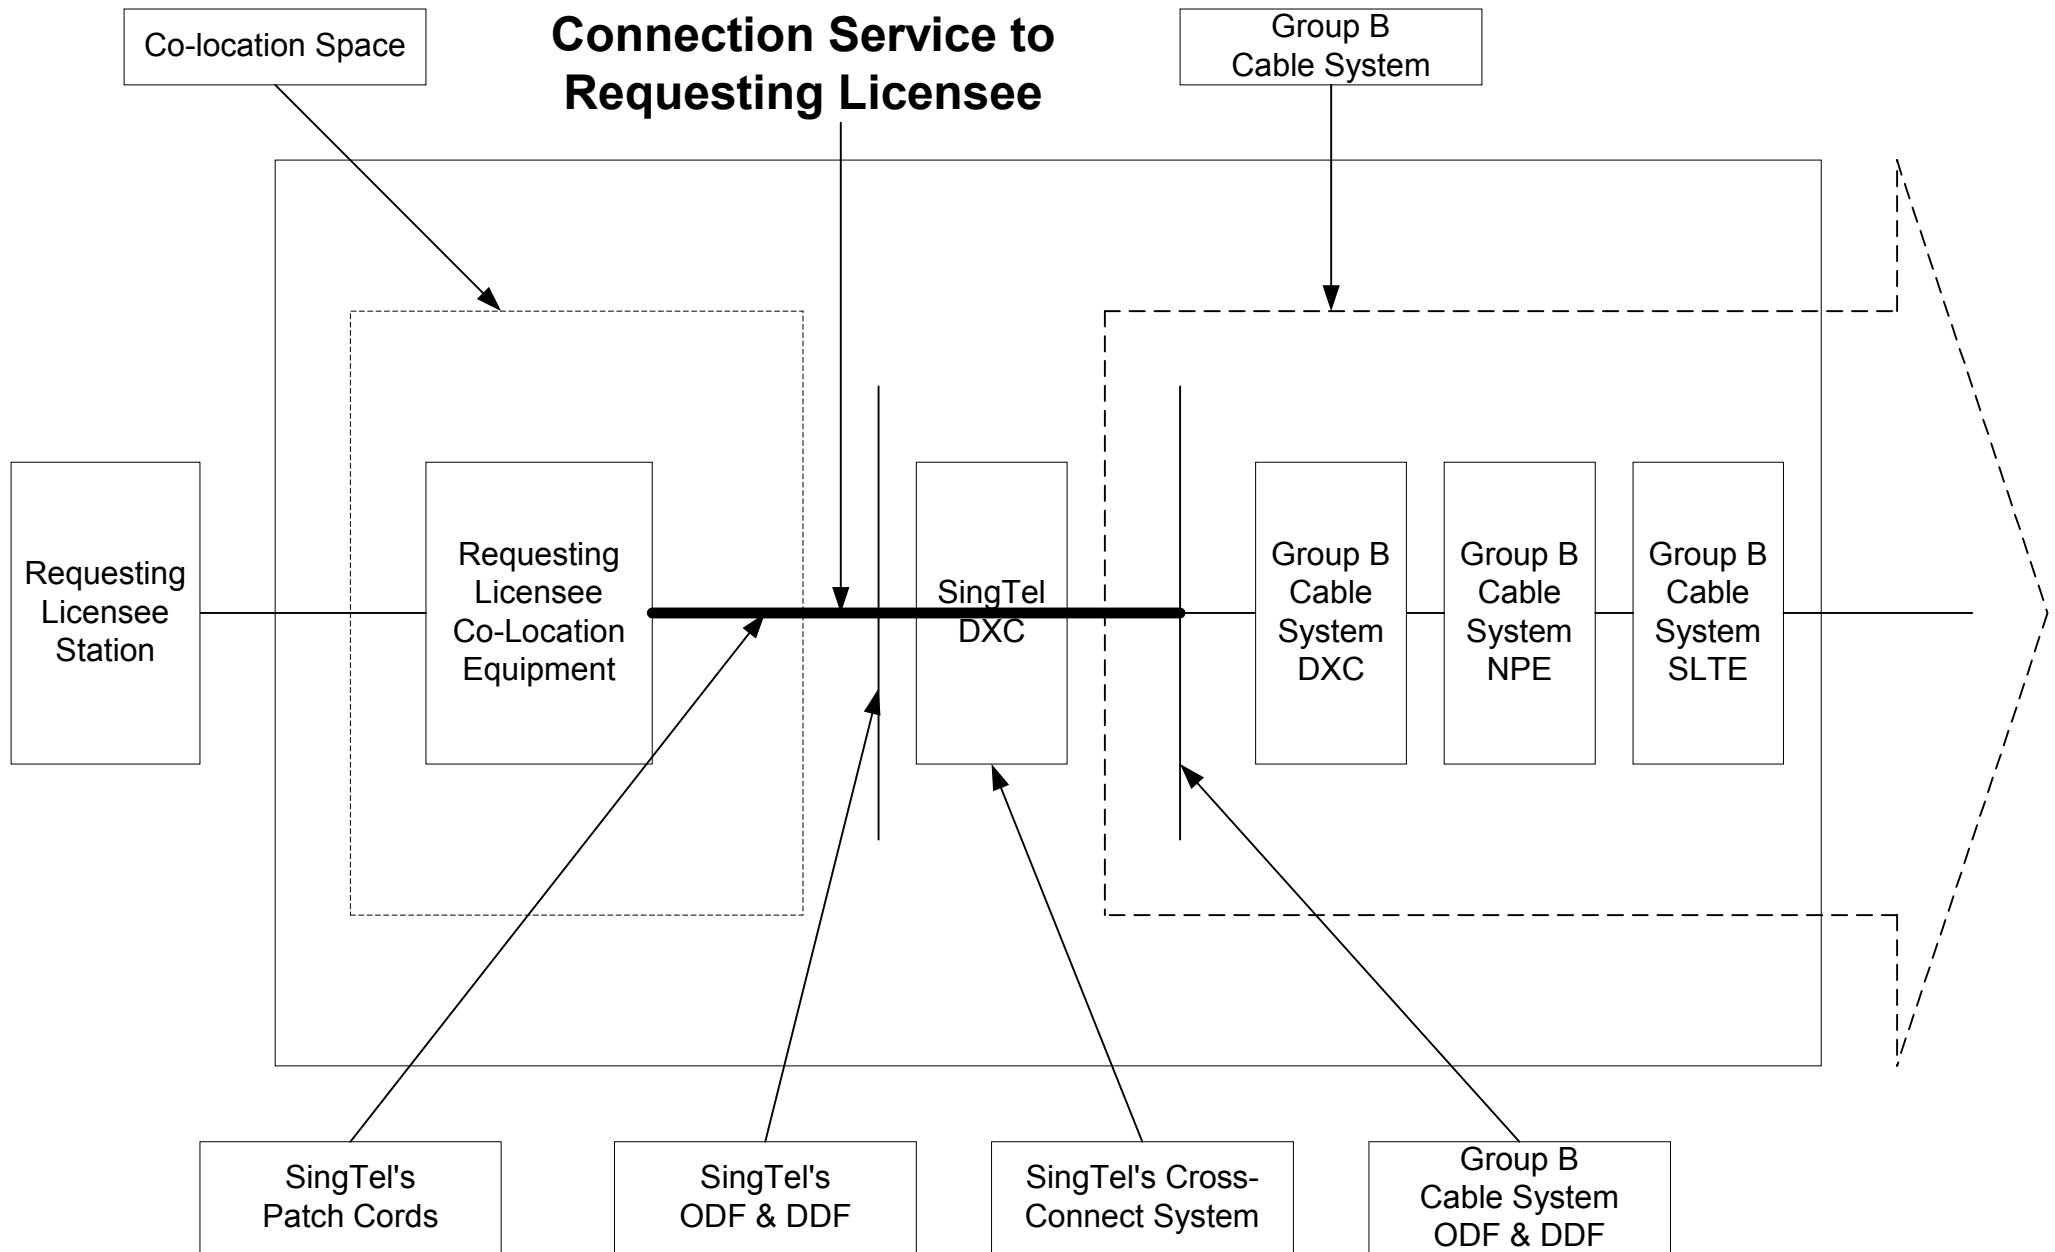 Co-location Space
Connection Service to
Requesting Licensee
Group B
Cable System
Requesting
Licensee
Station
Requesting
Licensee
Co-Location
Equipment
SingTel
DXC
Group B
Cable
System
DXC
Group B
Cable
System
NPE
Group B
Cable
System
SLTE
SingTel's
Patch Cords
SingTel's
ODF & DDF
SingTel's Cross-
Connect System
Group B
Cable System
ODF & DDF